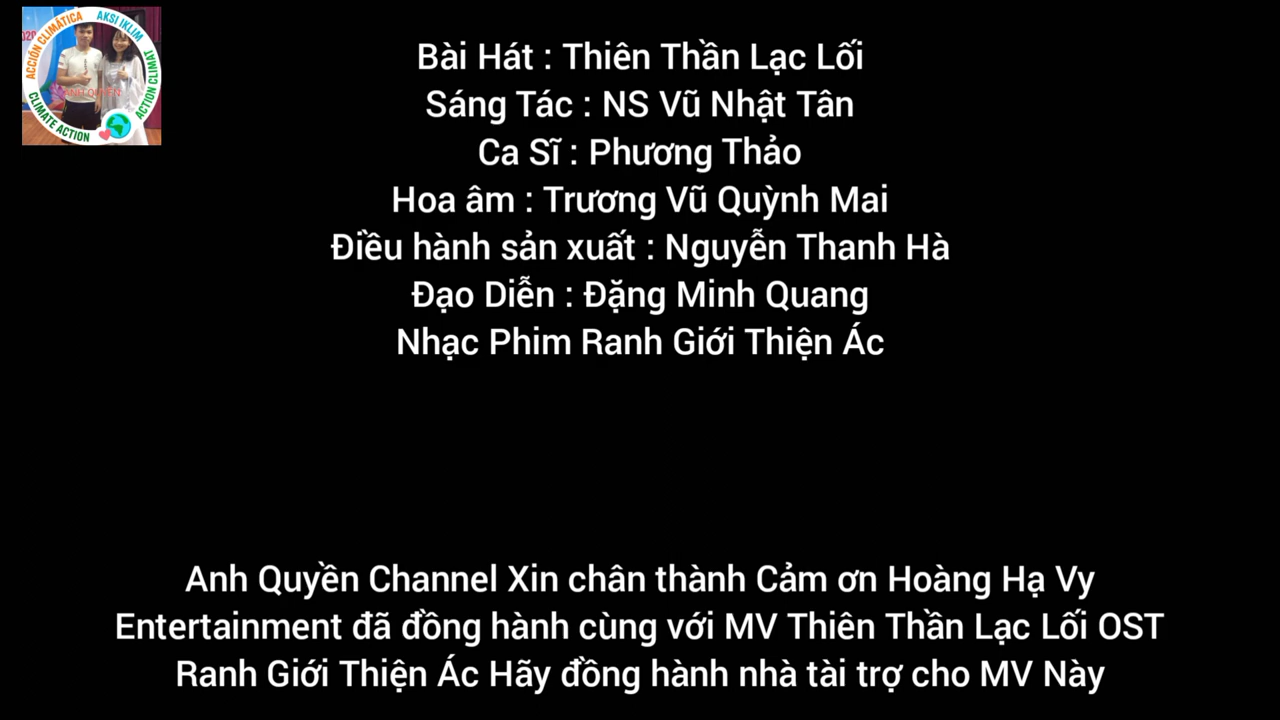 ACCIÓN CLIMÁTICA
AKSI IKLIM
ACTION CLIMAT
CLIMATE ACTION
ANH QUYỀN
Bài Hát : Thiên Thần Lạc Lối
Sáng Tác : NS Vũ Nhật Tân
Ca Sĩ : Phương Thảo
Hoa âm : Trương Vũ Quỳnh Mai
Điều hành sản xuất : Nguyễn Thanh Hà
Đạo Diễn : Đặng Minh Quang
Nhạc Phim Ranh Giới Thiện Ác
Anh Quyền Channel Xin chân thành Cảm ơn Hoàng Hạ Vy
Entertainment đã đồng hành cùng với MV Thiên Thần Lạc Lối OST
Ranh Giới Thiện Ác Hãy đồng hành nhà tài trợ cho MV Này